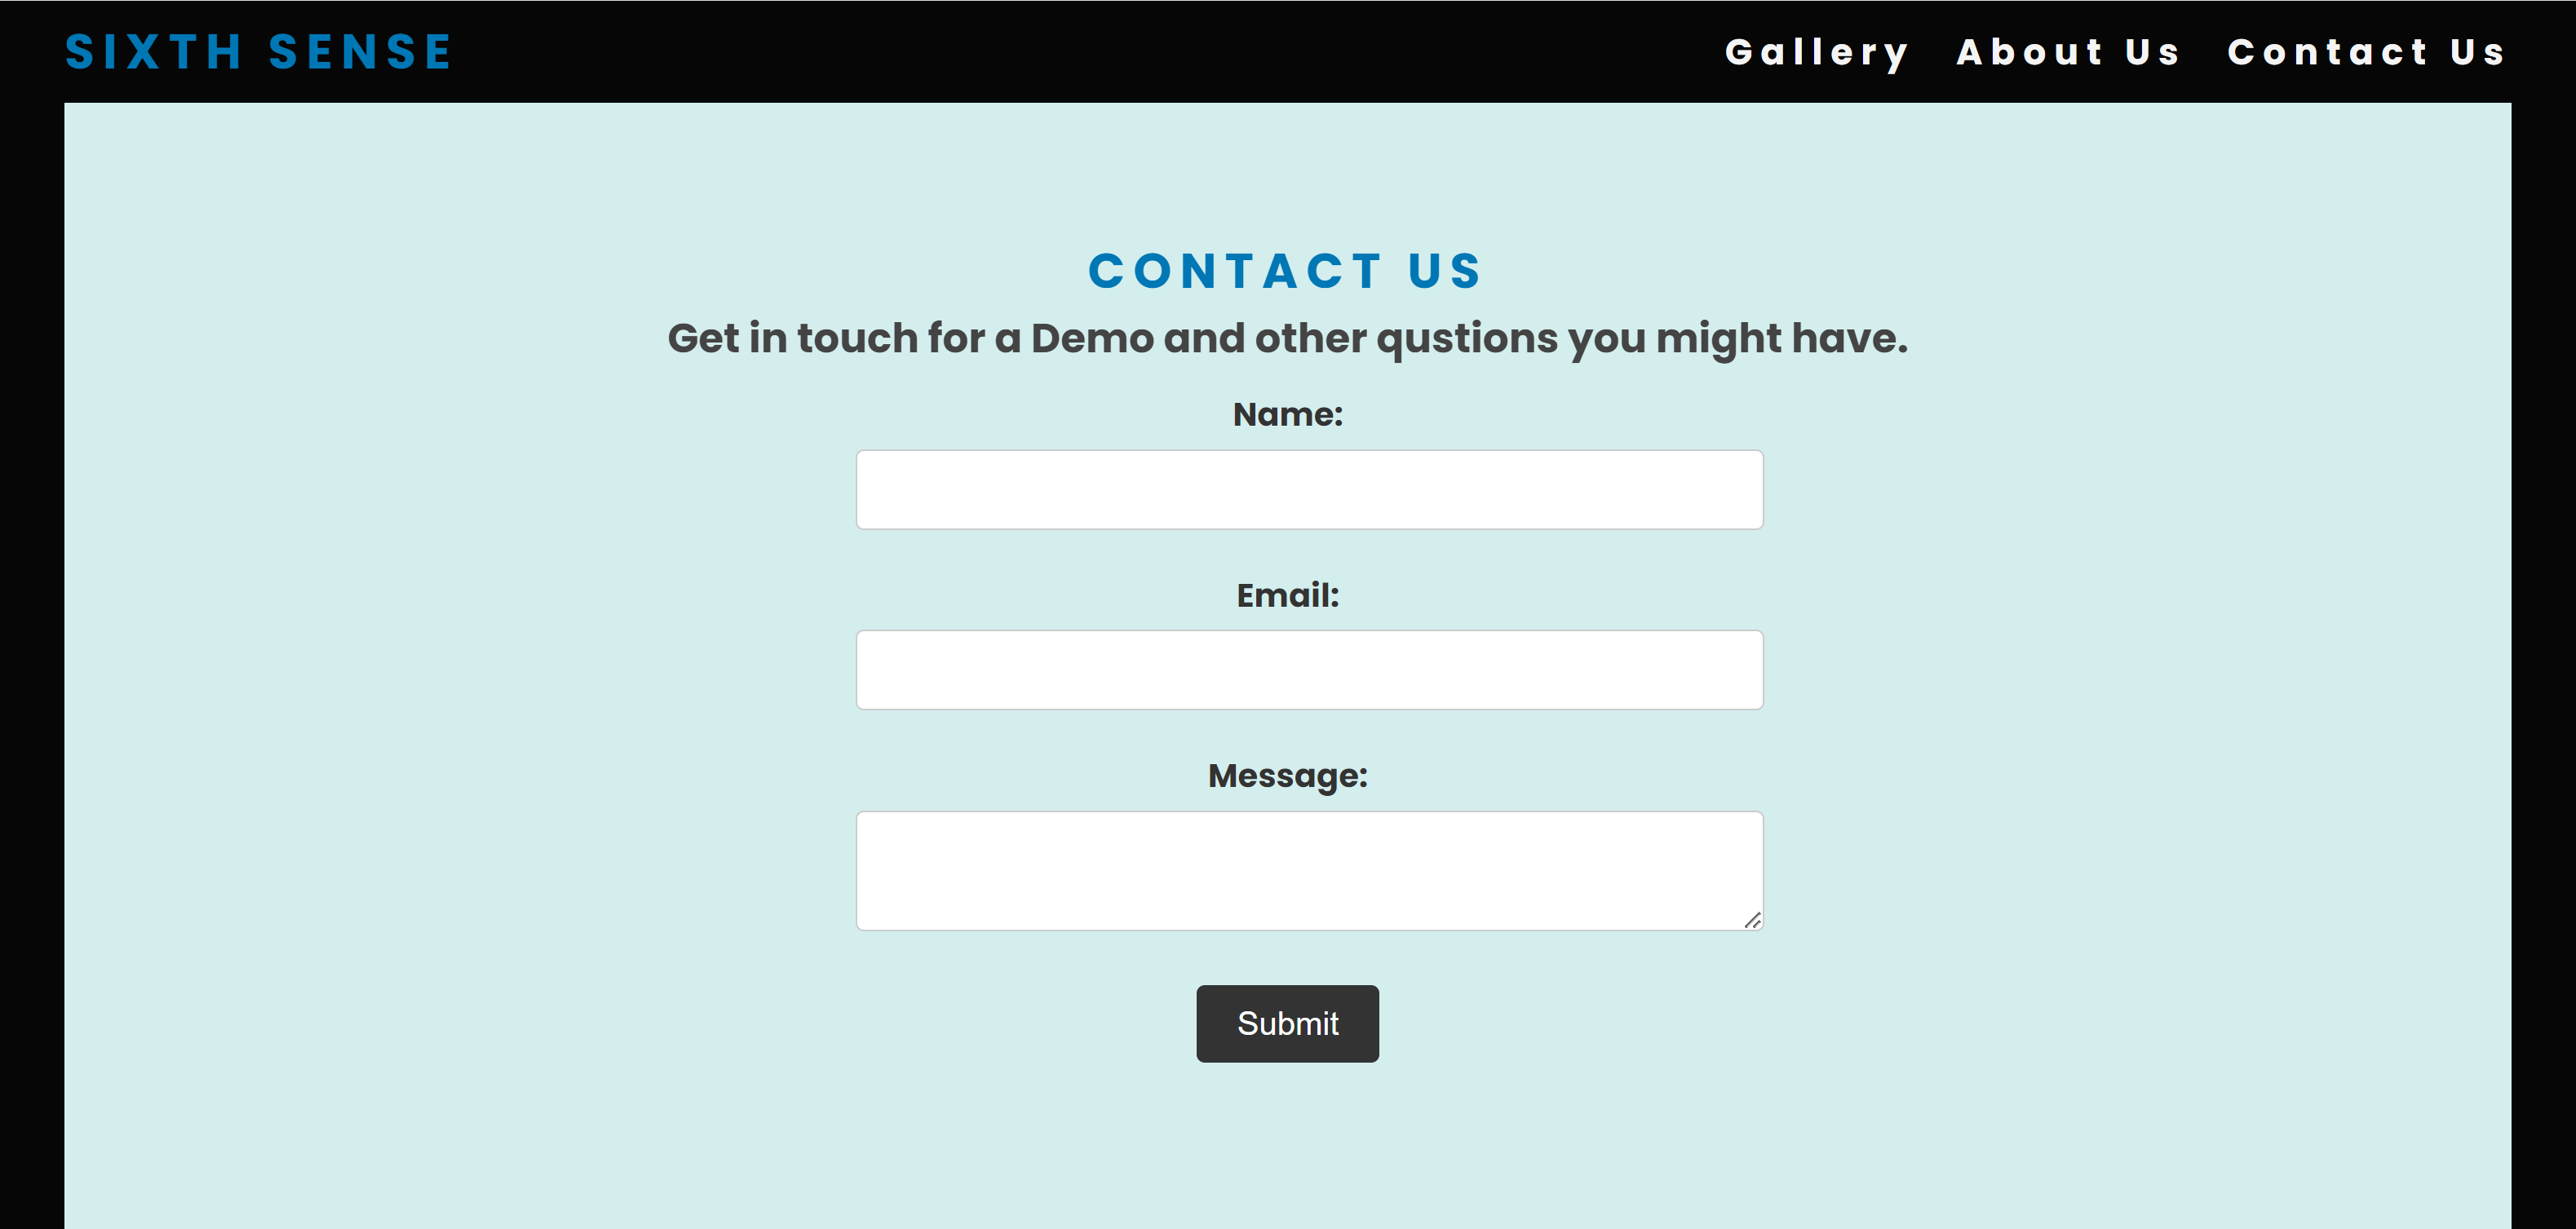 SIXTH SENSE Gallery About Us Contact Us
CONTACT US
Get in touch for a Demo and other qustions you might have.
Name:
Email:
Message:
Submit